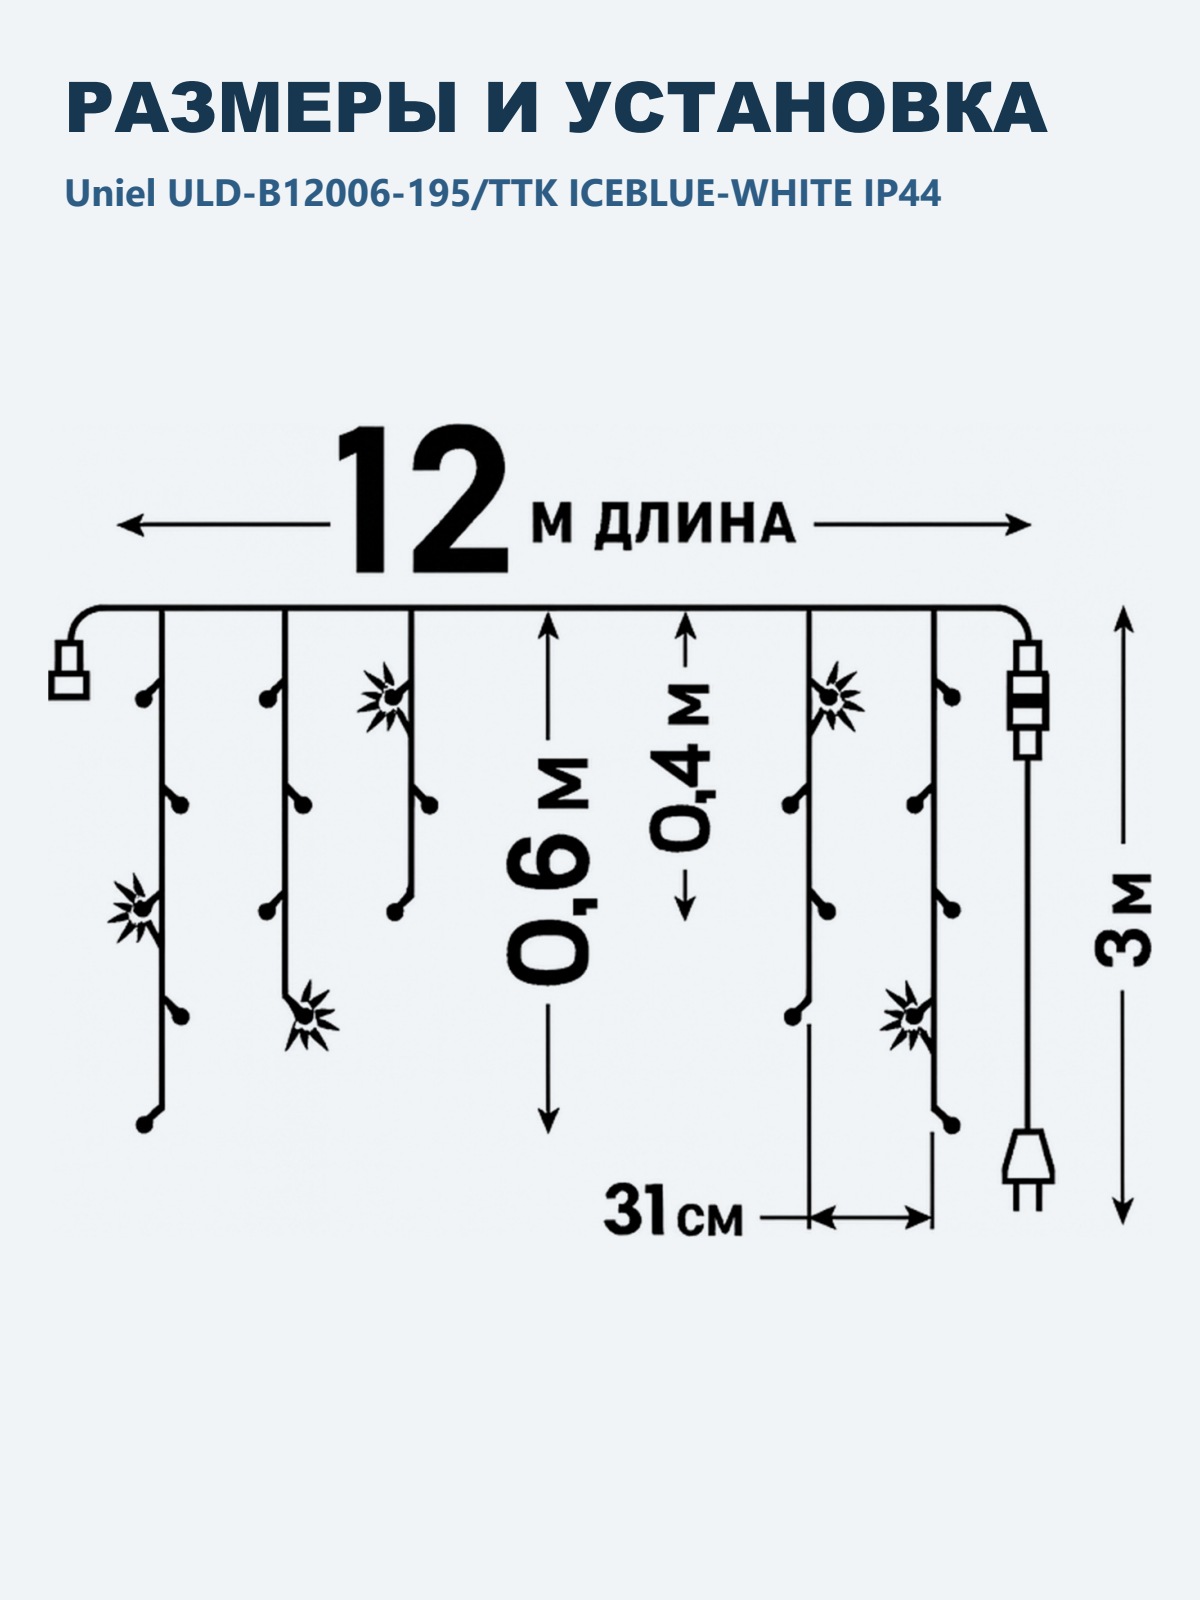 РАЗМЕРЫ И УСТАНОВКА
Uniel ULD-B12006-195/TTK ICEBLUE-WHITE IP44
12 м ДЛИНА
0,6 м
0,4 м
3 м
31 см